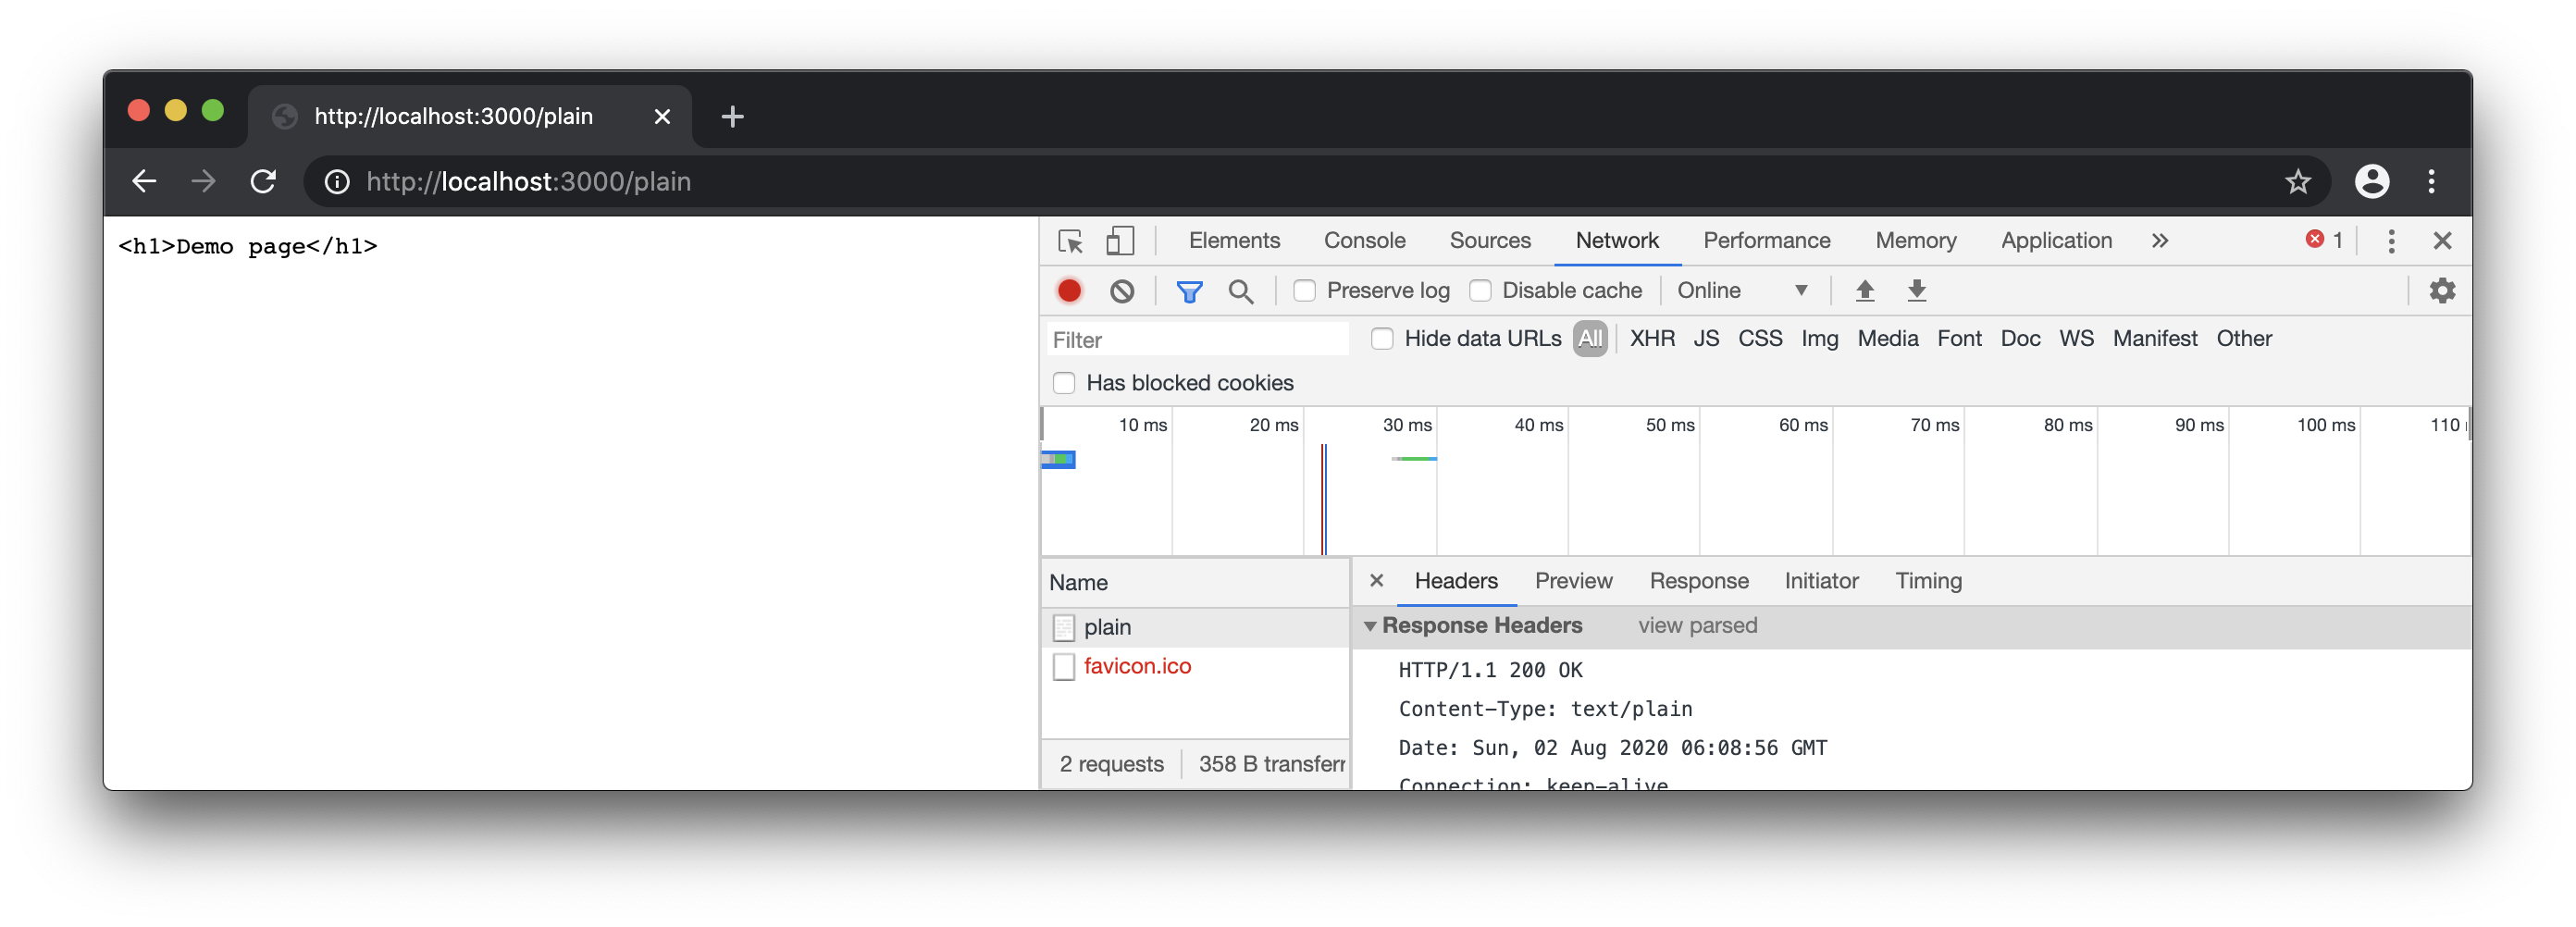 http://localhost:3000/plain
http://localhost:3000/plain
<h1>Demo page</h1>
Elements Console Sources Network Performance Memory Application » 1
Preserve log Disable cache Online
Filter Hide data URLs All XHR JS CSS Img Media Font Doc WS Manifest Other
Has blocked cookies
10 ms 20 ms 30 ms 40 ms 50 ms 60 ms 70 ms 80 ms 90 ms 100 ms 110
Name
plain
favicon.ico
2 requests 358 B transferr
Headers Preview Response Initiator Timing
Response Headers view parsed
HTTP/1.1 200 OK
Content-Type: text/plain
Date: Sun, 02 Aug 2020 06:08:56 GMT
Connection: keep-alive